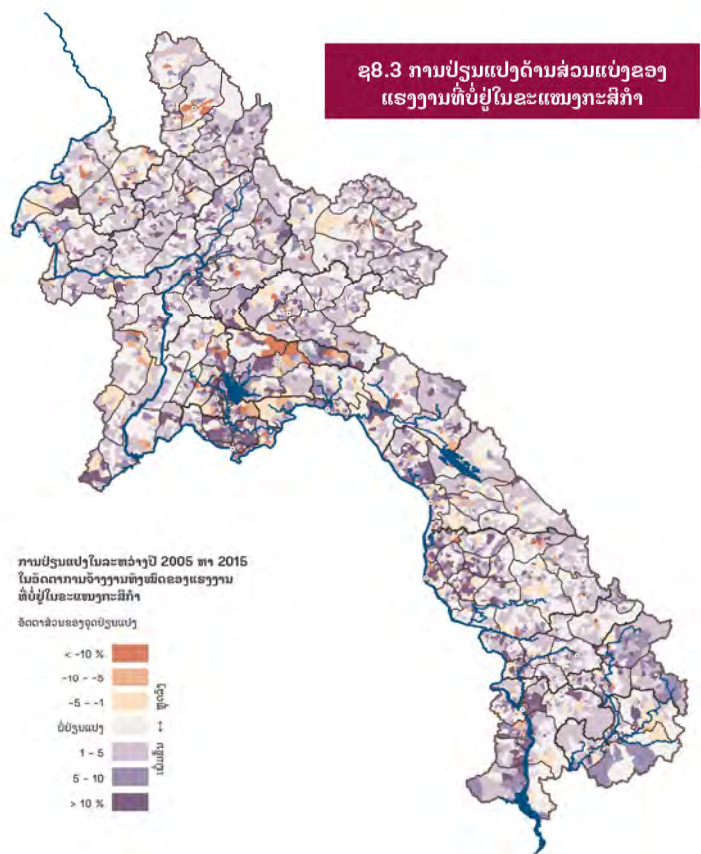 ຊ8.3 ການປ່ຽນແປງດ້ານສ່ວນແບ່ງຂອງ
ແຮງງານທີ່ບໍ່ຢູ່ໃນຂະແໜງກະສິກຳ
ການປ່ຽນແປງໃນລະຫວ່າງປີ 2005 ຫາ 2015
ໃນອັດຕາການຈ້າງງານທັງໝົດຂອງແຮງງານ
ທີ່ບໍ່ຢູ່ໃນຂະແໜງກະສິກຳ
ອັດຕາສ່ວນຂອງຈຸດປ່ຽນແປງ
< -10 %
-10 – -5
-5 – -1
ບໍ່ປ່ຽນແປງ
1 - 5
5 - 10
> 10 %
ຫຼຸດລົງ
↔
ເພີ່ມຂຶ້ນ